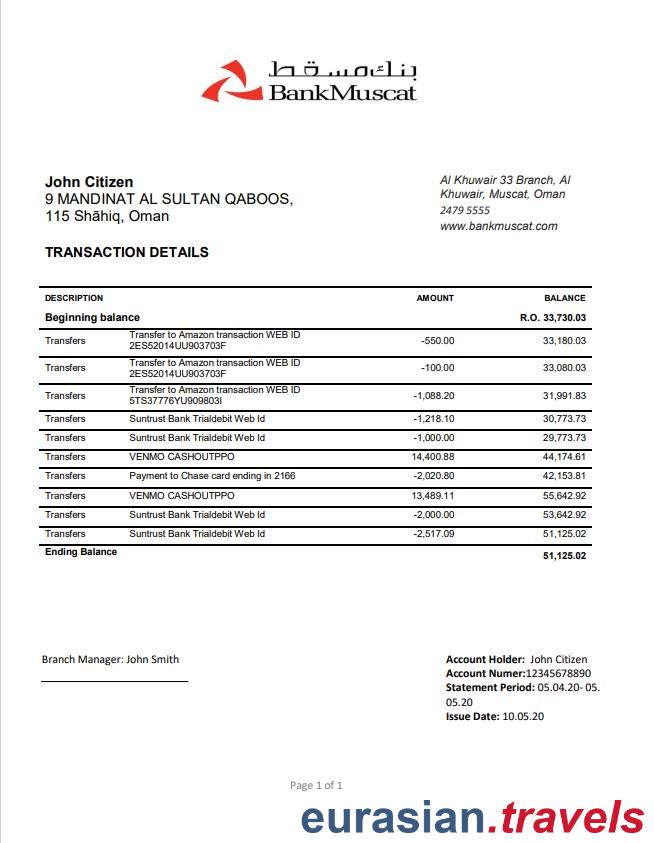 بنك مسقط
BankMuscat
John Citizen
9 MANDINAT AL SULTAN QABOOS,
115 Shāhiq, Oman
Al Khuwair 33 Branch, Al
Khuwair, Muscat, Oman
2479 5555
www.bankmuscat.com
TRANSACTION DETAILS
DESCRIPTION AMOUNT BALANCE
Beginning balance R.O. 33,730.03
Transfers Transfer to Amazon transaction WEB ID 2ES52014UU903703F -550.00 33,180.03
Transfers Transfer to Amazon transaction WEB ID 2ES52014UU903703F -100.00 33,080.03
Transfers Transfer to Amazon transaction WEB ID 5TS37776YU909803I -1,088.20 31,991.83
Transfers Suntrust Bank Trialdebit Web Id -1,218.10 30,773.73
Transfers Suntrust Bank Trialdebit Web Id -1,000.00 29,773.73
Transfers VENMO CASHOUTPPO 14,400.88 44,174.61
Transfers Payment to Chase card ending in 2166 -2,020.80 42,153.81
Transfers VENMO CASHOUTPPO 13,489.11 55,642.92
Transfers Suntrust Bank Trialdebit Web Id -2,000.00 53,642.92
Transfers Suntrust Bank Trialdebit Web Id -2,517.09 51,125.02
Ending Balance 51,125.02
Branch Manager: John Smith
Account Holder: John Citizen
Account Numer:12345678890
Statement Period: 05.04.20- 05.
05.20
Issue Date: 10.05.20
Page 1 of 1
eurasian.travels